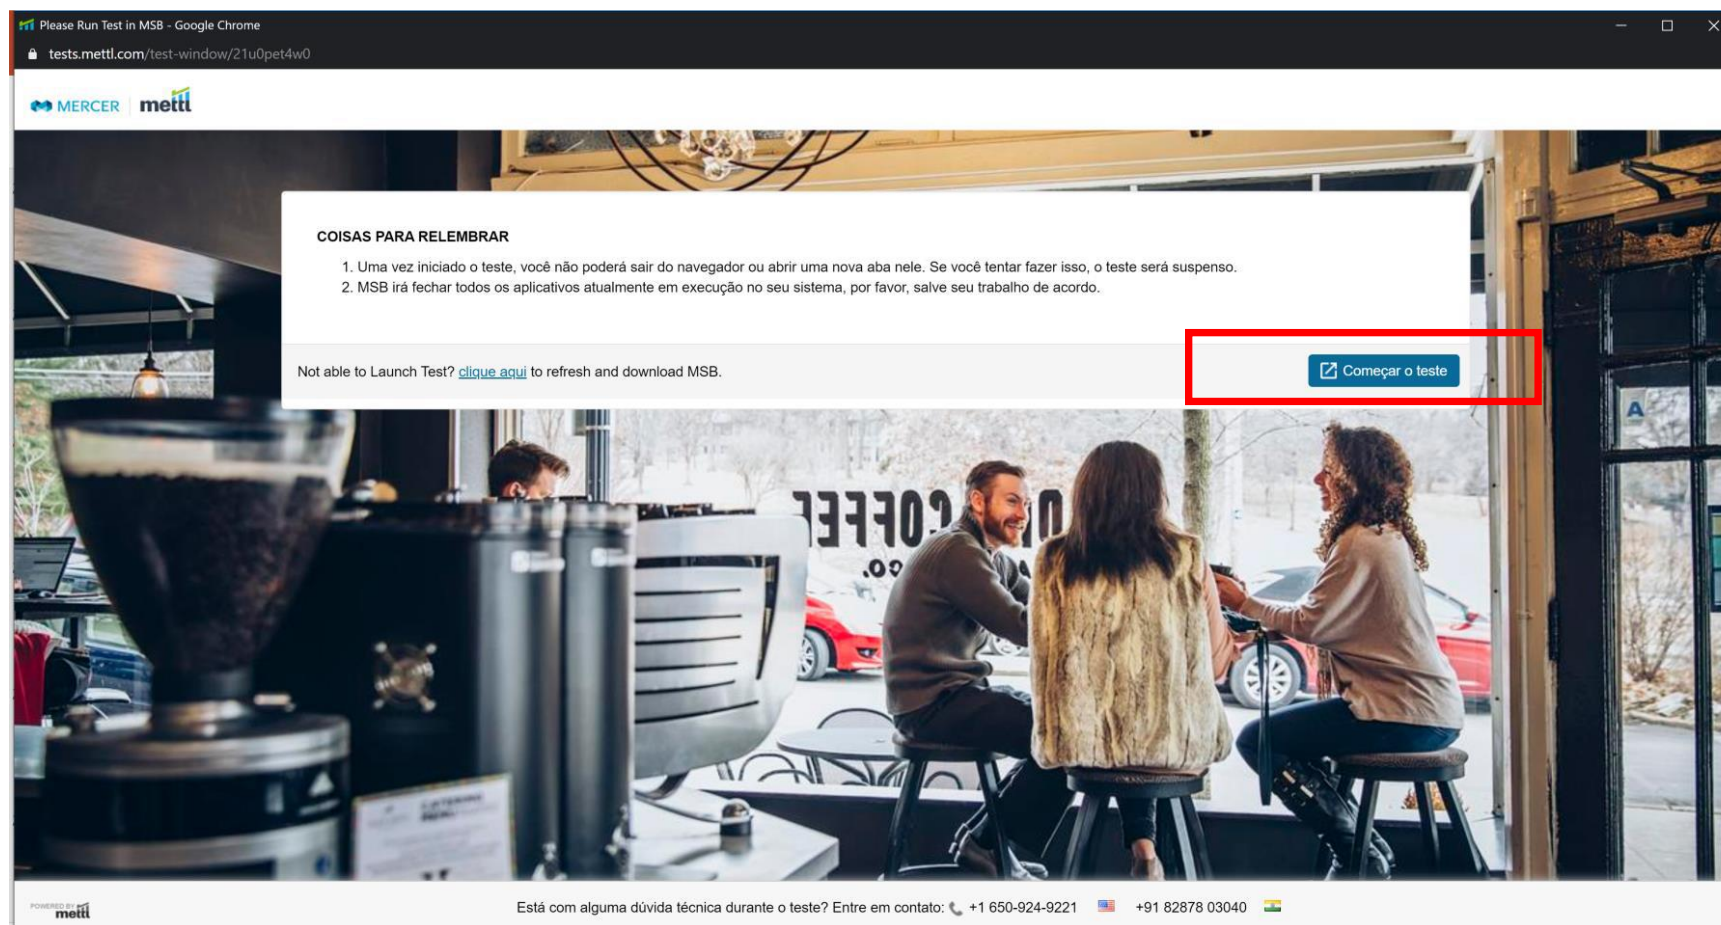 Please Run Test in MSB - Google Chrome
tests.mettl.com/test-window/21u0pet4w0
MERCER mettl
COISAS PARA RELEMBRAR
1. Uma vez iniciado o teste, você não poderá sair do navegador ou abrir uma nova aba nele. Se você tentar fazer isso, o teste será suspenso.
2. MSB irá fechar todos os aplicativos atualmente em execução no seu sistema, por favor, salve seu trabalho de acordo.
Not able to Launch Test? clique aqui to refresh and download MSB.
Começar o teste
A
COFFEE
CO.
POWERED BY
mettl
Está com alguma dúvida técnica durante o teste? Entre em contato: +1 650-924-9221 +91 82878 03040